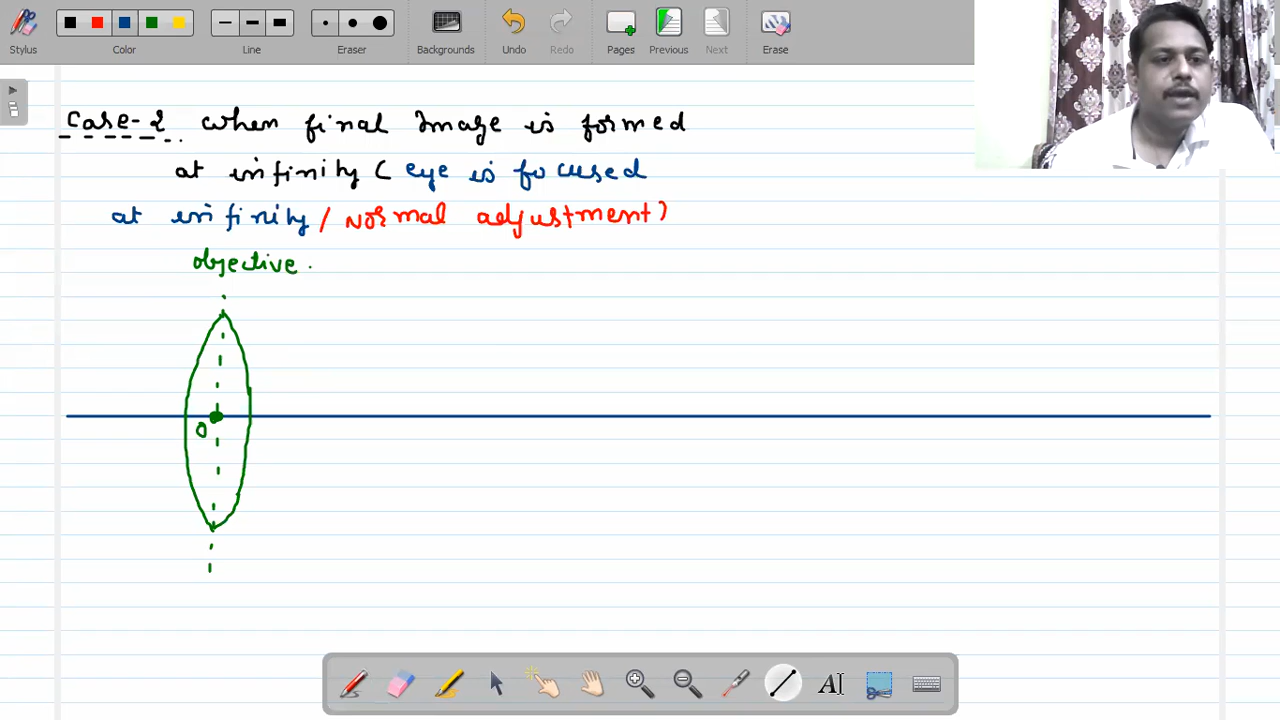 Stylus
Color
Line
Eraser
Backgrounds
Undo
Redo
Pages
Previous
Next
Erase
Case-2. When final Image is formed
at infinity ( eye is focused
at infinity / Normal adjustment)
objective.
O
AI